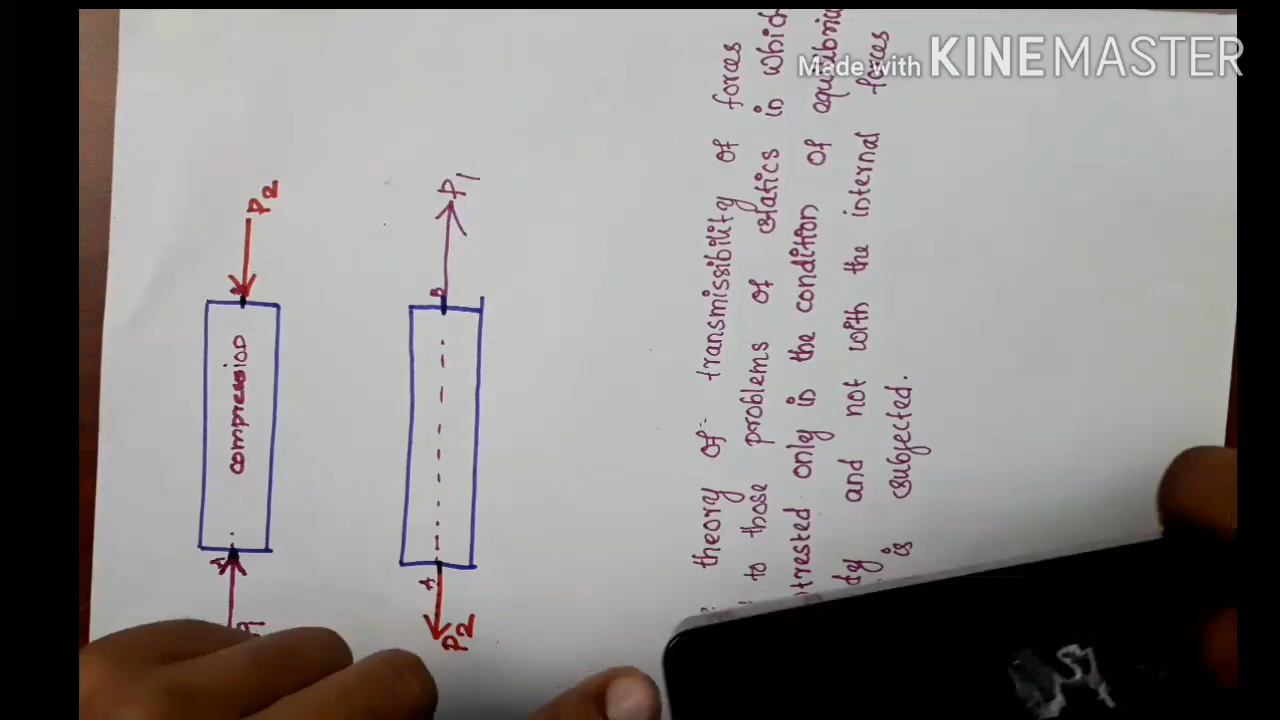 Made with KINEMASTER
P2
compression
A
P1
B
A
P2
theory of transmissibility of forces
to those problems of statics in which
only in the condition of
and not with the internal forces
is subjected.